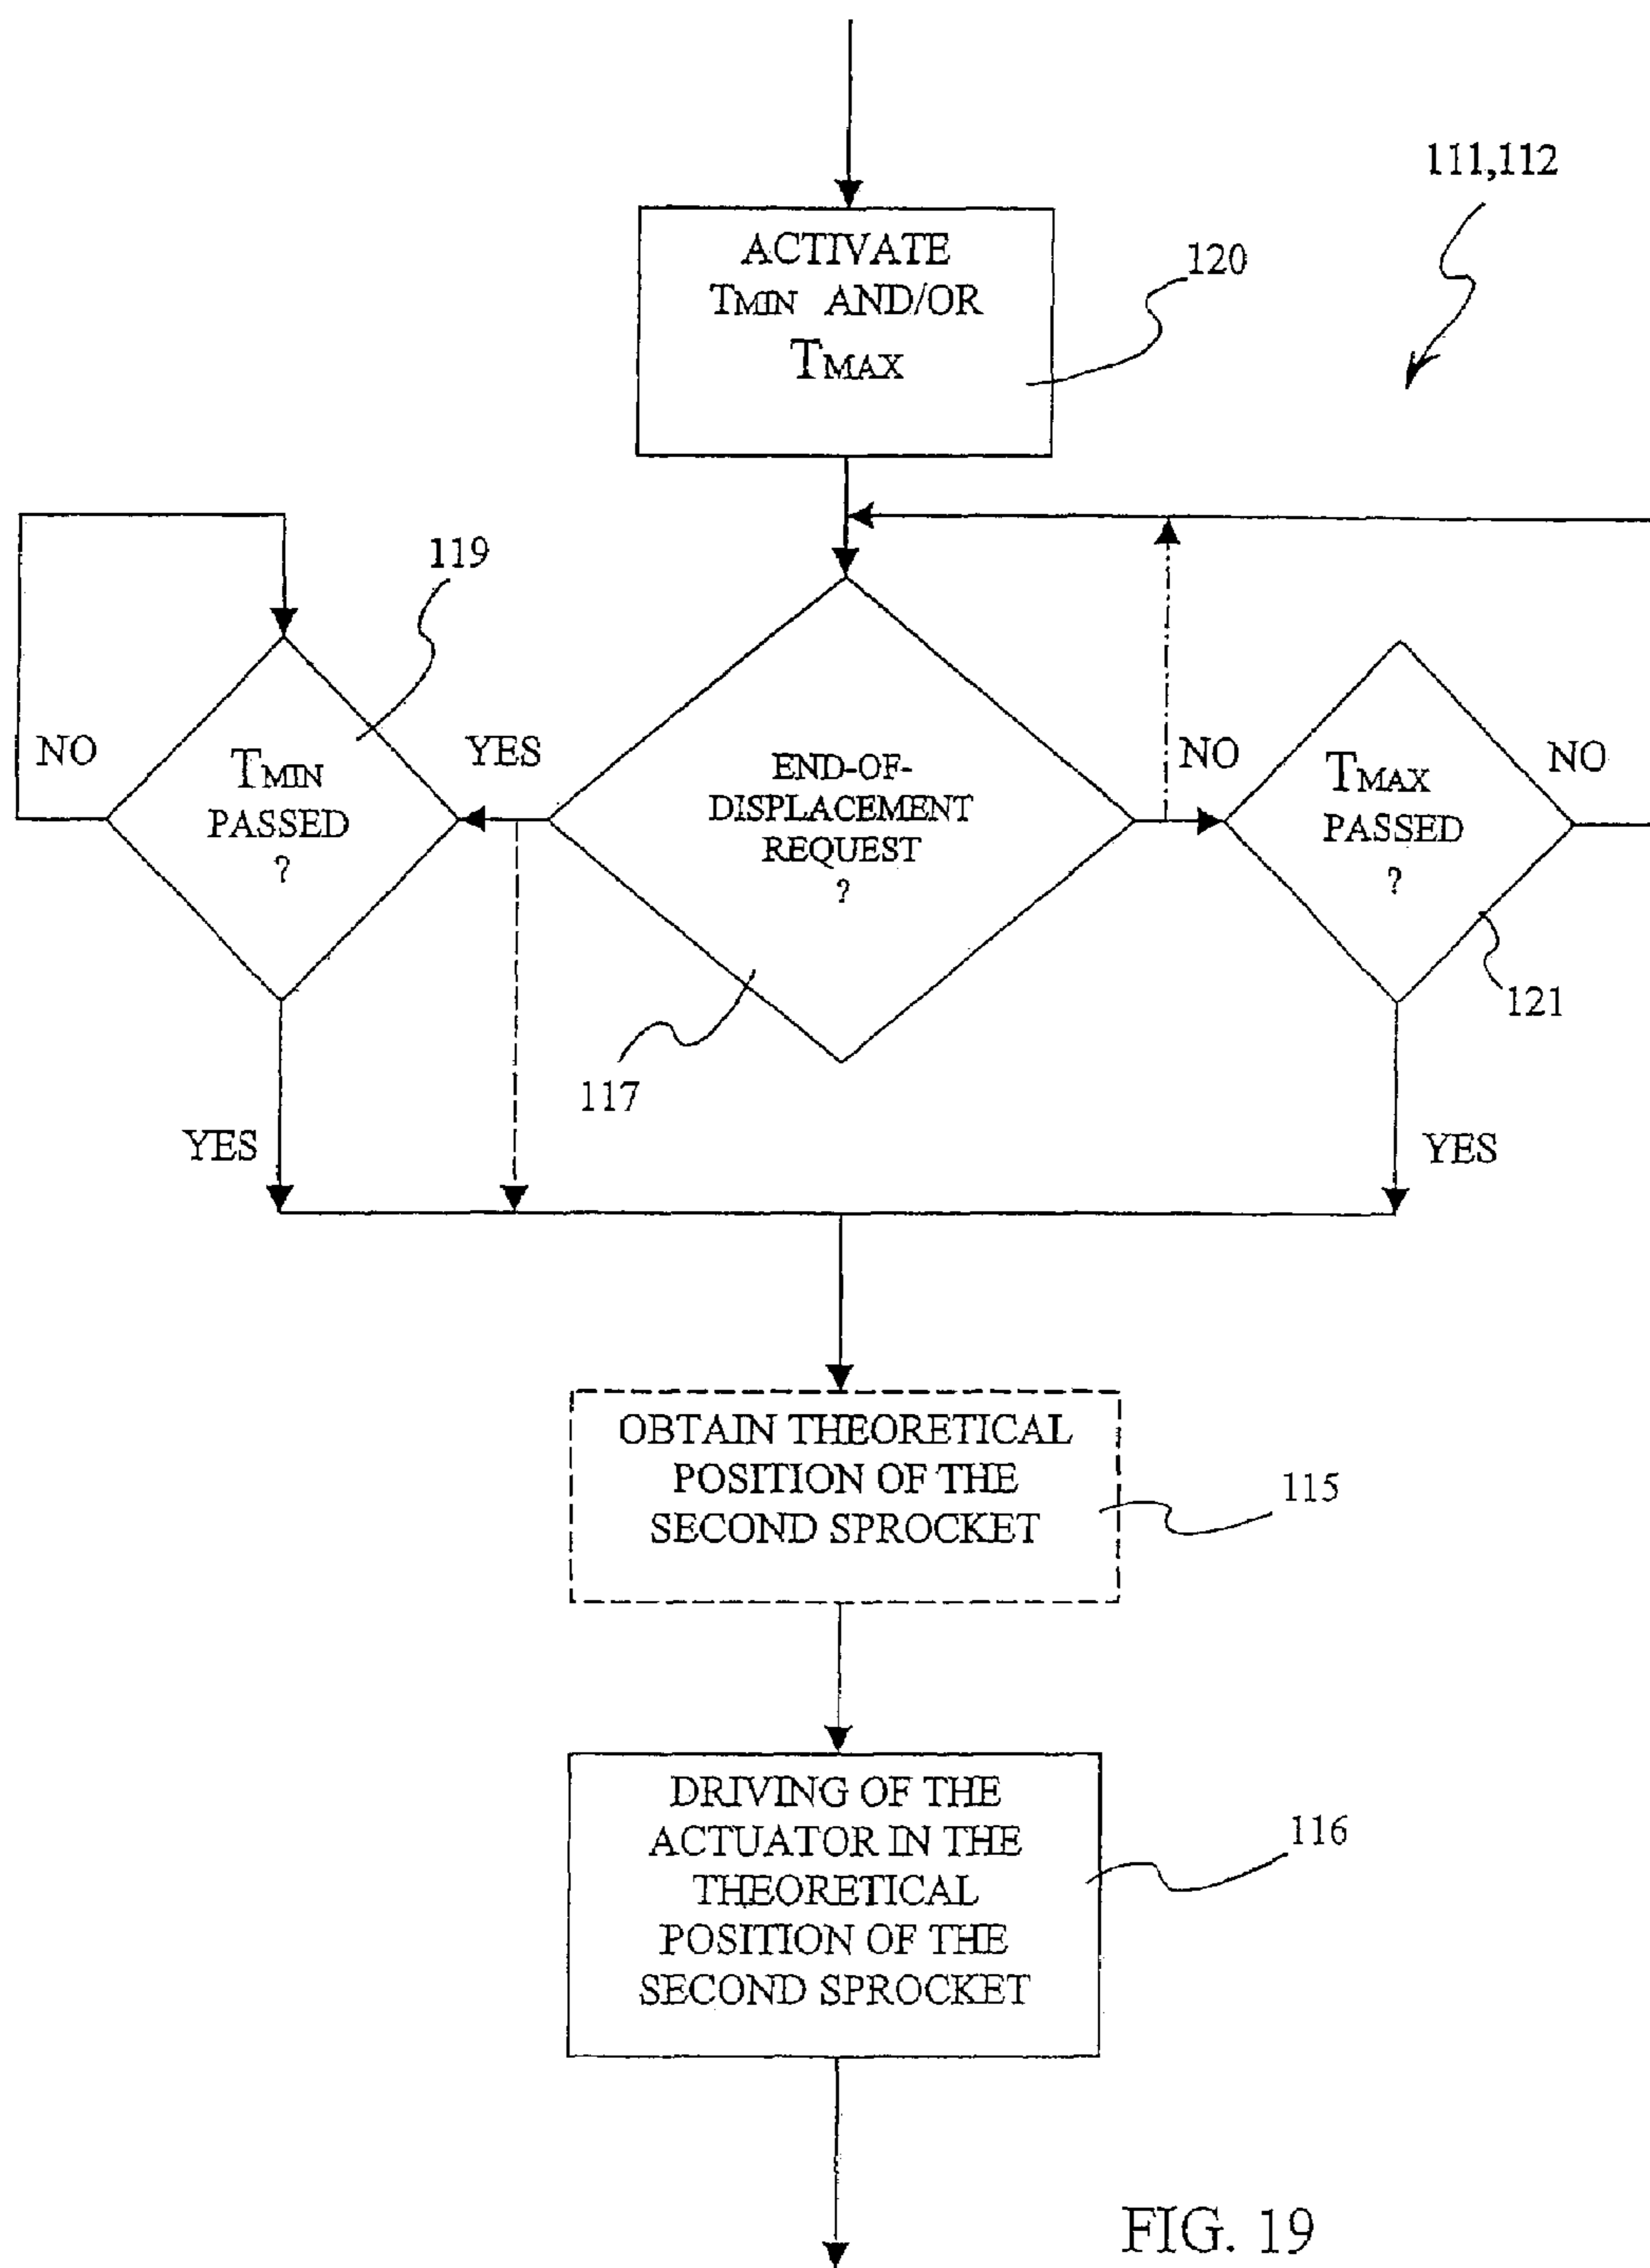 111,112
ACTIVATE
TMIN AND/OR
TMAX
120
119
NO
TMIN
PASSED
?
YES
END-OF-
DISPLACEMENT
REQUEST
?
NO
TMAX
PASSED
?
NO
121
117
YES
YES
OBTAIN THEORETICAL
POSITION OF THE
SECOND SPROCKET
115
DRIVING OF THE
ACTUATOR IN THE
THEORETICAL
POSITION OF THE
SECOND SPROCKET
116
FIG. 19